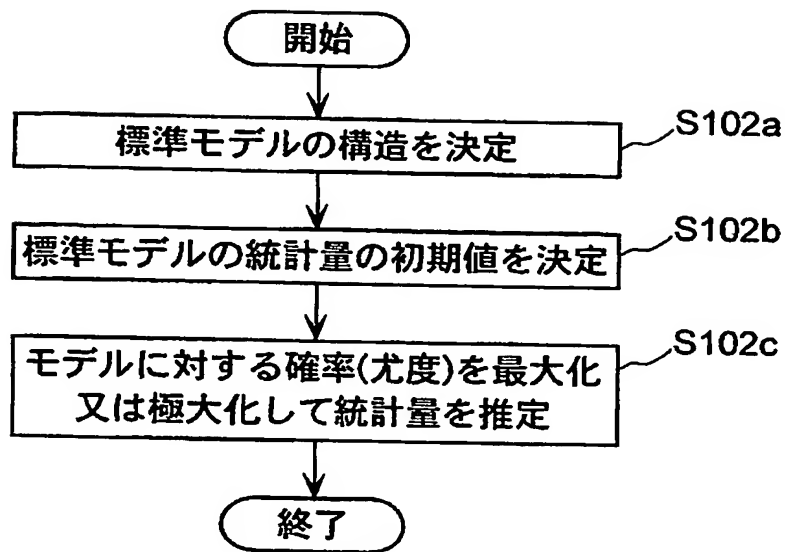 開始
標準モデルの構造を決定
S102a
標準モデルの統計量の初期値を決定
S102b
モデルに対する確率(尤度)を最大化
又は極大化して統計量を推定
S102c
終了